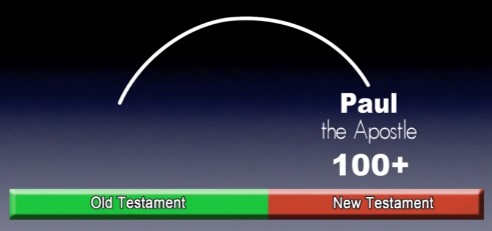 Paul
the Apostle
100+
Old Testament New Testament